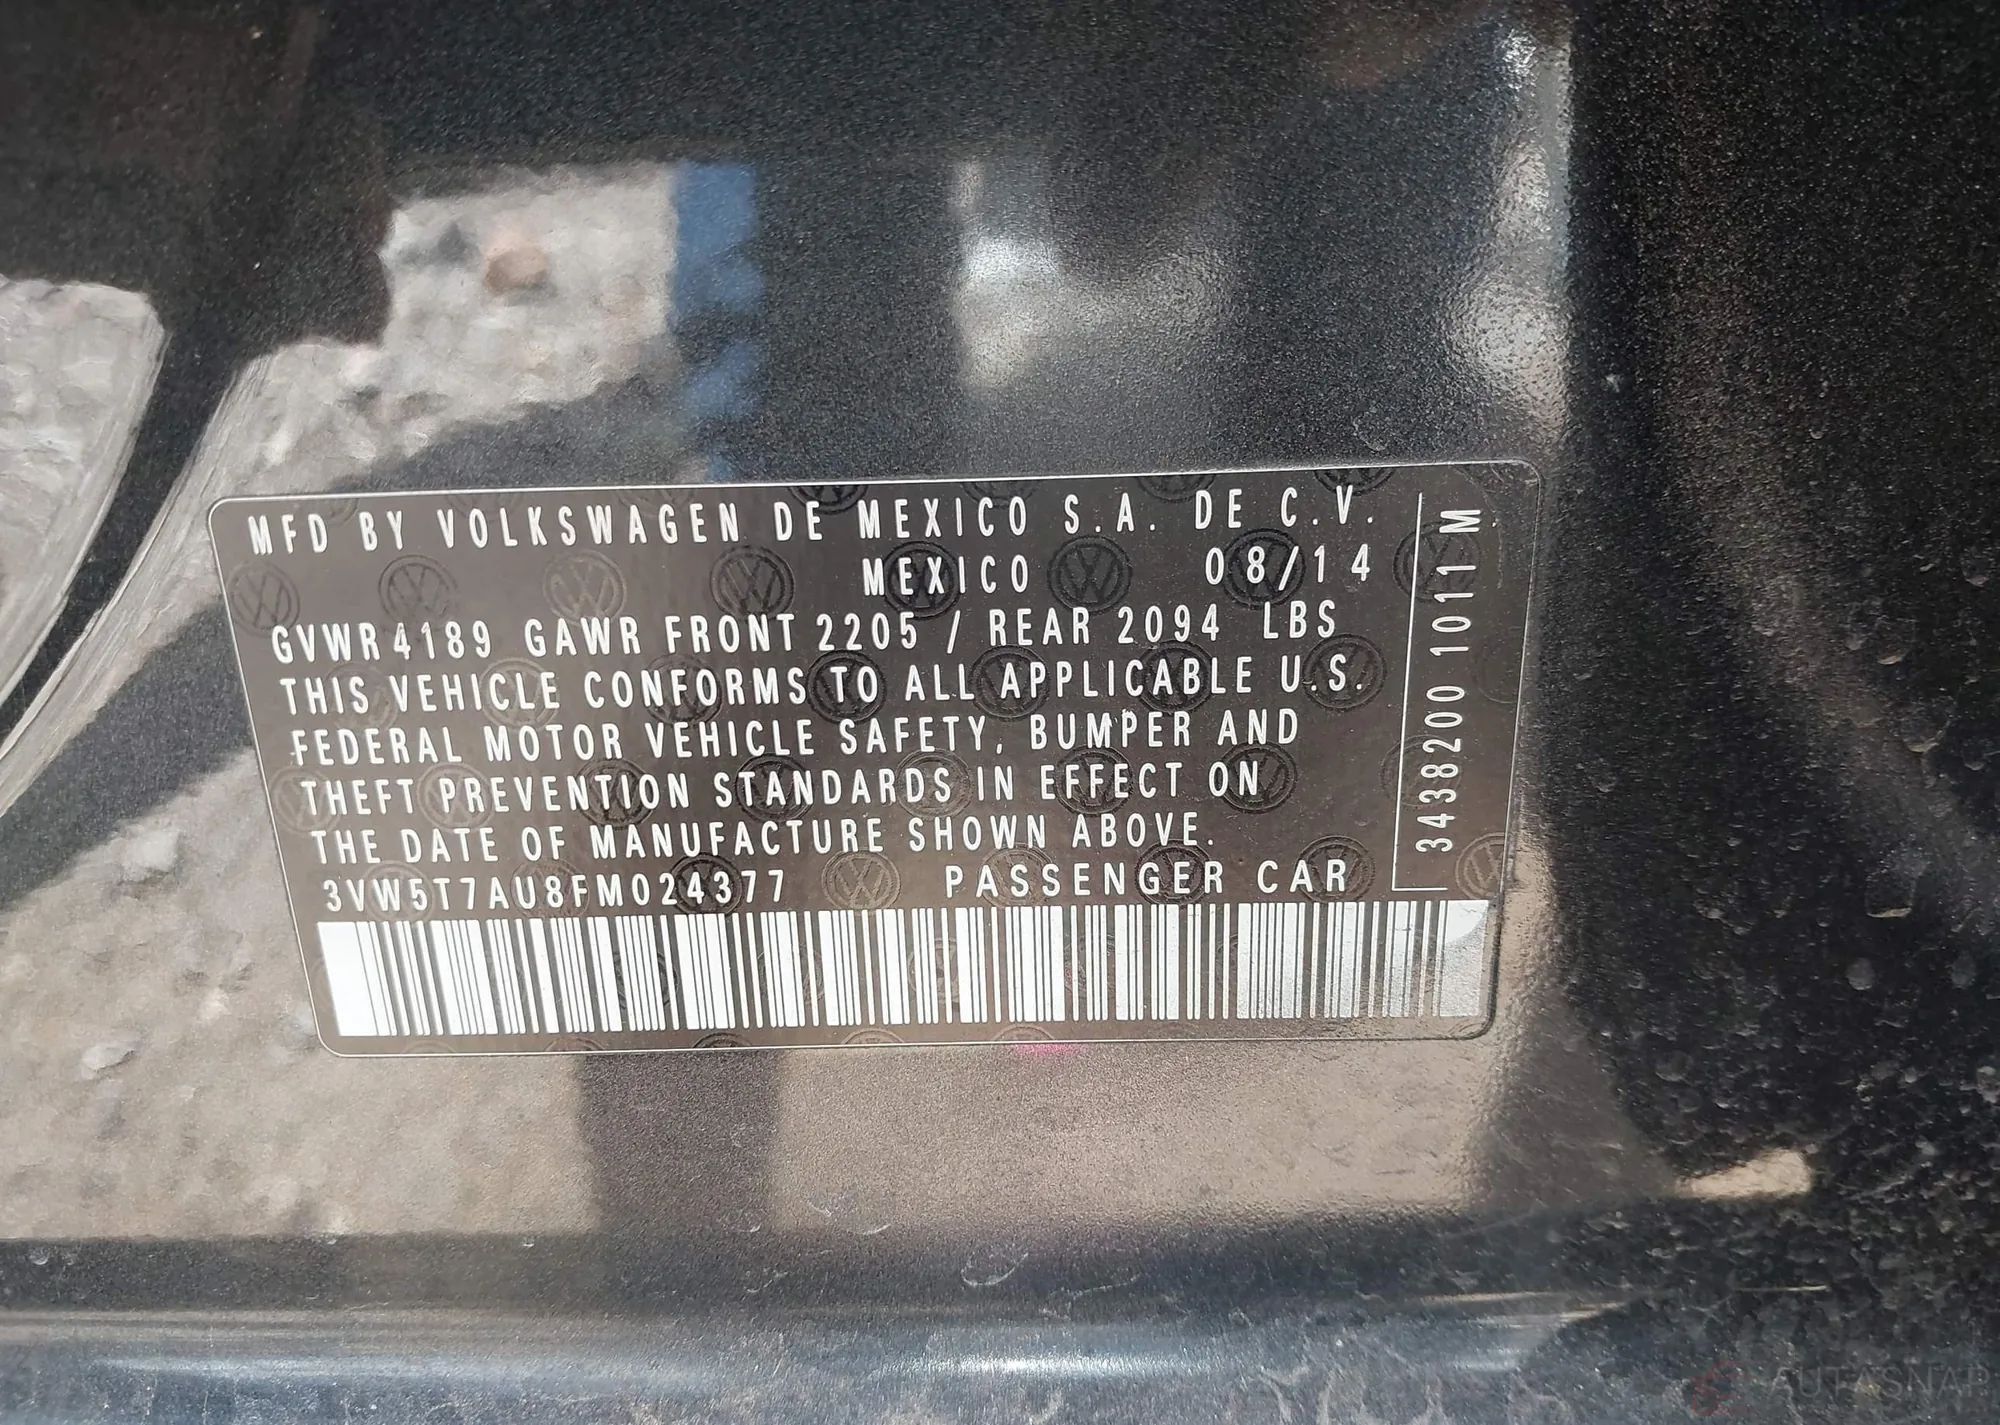 MFD BY VOLKSWAGEN DE MEXICO S.A. DE C.V.
MEXICO 08/14
GVWR 4189 GAWR FRONT 2205 / REAR 2094 LBS
THIS VEHICLE CONFORMS TO ALL APPLICABLE U.S.
FEDERAL MOTOR VEHICLE SAFETY, BUMPER AND
THEFT PREVENTION STANDARDS IN EFFECT ON
THE DATE OF MANUFACTURE SHOWN ABOVE.
3VW5T7AU8FM024377 PASSENGER CAR
3438200 1011 M
AUTASNAP